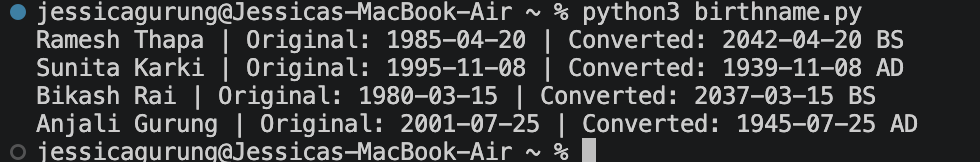 jessicagurung@Jessicas-MacBook-Air ~ % python3 birthname.py
Ramesh Thapa | Original: 1985-04-20 | Converted: 2042-04-20 BS
Sunita Karki | Original: 1995-11-08 | Converted: 1939-11-08 AD
Bikash Rai | Original: 1980-03-15 | Converted: 2037-03-15 BS
Anjali Gurung | Original: 2001-07-25 | Converted: 1945-07-25 AD
jessicagurung@Jessicas-MacBook-Air ~ %